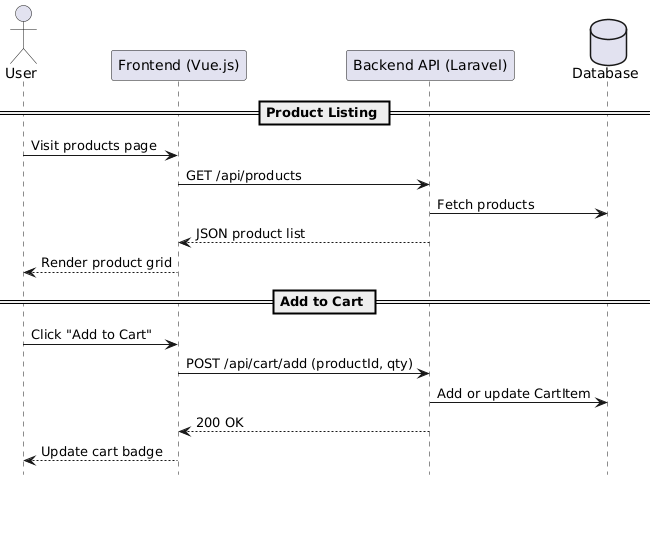 User
Frontend (Vue.js)
Backend API (Laravel)
Database
Product Listing
Visit products page
GET /api/products
Fetch products
JSON product list
Render product grid
Add to Cart
Click "Add to Cart"
POST /api/cart/add (productId, qty)
Add or update CartItem
200 OK
Update cart badge